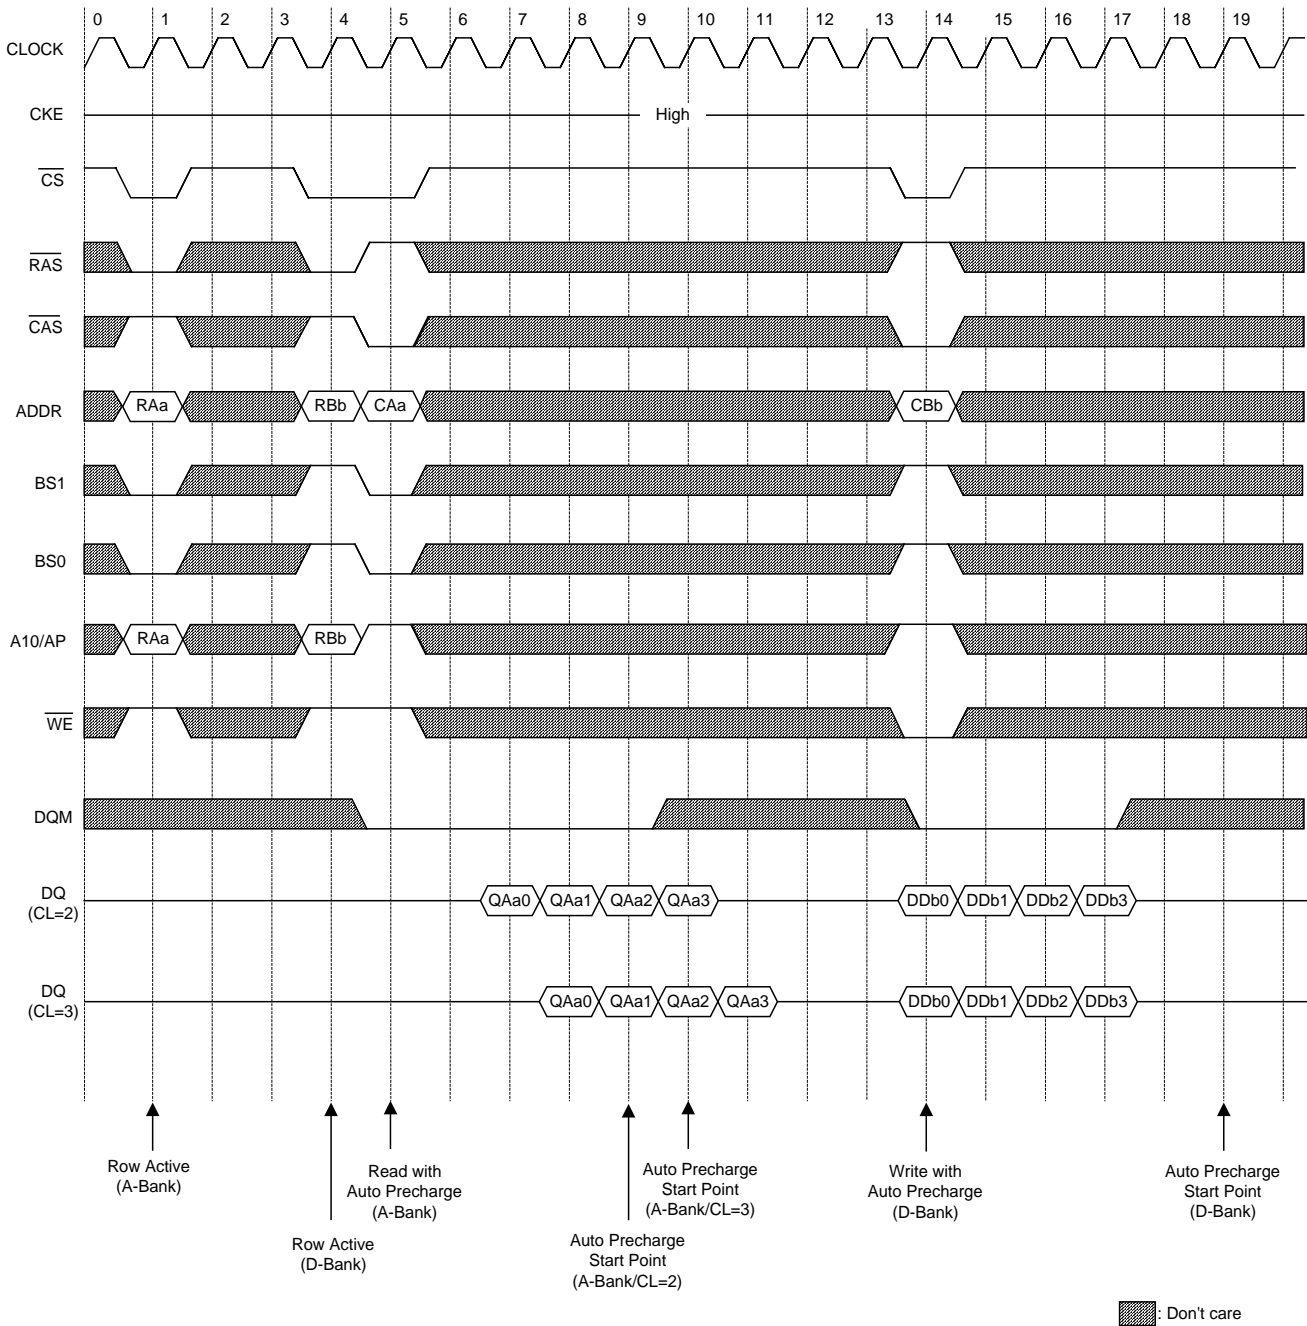 0 1 2 3 4 5 6 7 8 9 10 11 12 13 14 15 16 17 18 19
CLOCK
CKE High
CS
RAS
CAS
ADDR RAa RBb CAa CBb
BS1
BS0
A10/AP RAa RBb
WE
DQM
DQ
(CL=2)
QAa0 QAa1 QAa2 QAa3 DDb0 DDb1 DDb2 DDb3
DQ
(CL=3)
QAa0 QAa1 QAa2 QAa3 DDb0 DDb1 DDb2 DDb3
Row Active
(A-Bank)
Row Active
(D-Bank)
Read with
Auto Precharge
(A-Bank)
Auto Precharge
Start Point
(A-Bank/CL=2)
Auto Precharge
Start Point
(A-Bank/CL=3)
Write with
Auto Precharge
(D-Bank)
Auto Precharge
Start Point
(D-Bank)
: Don't care